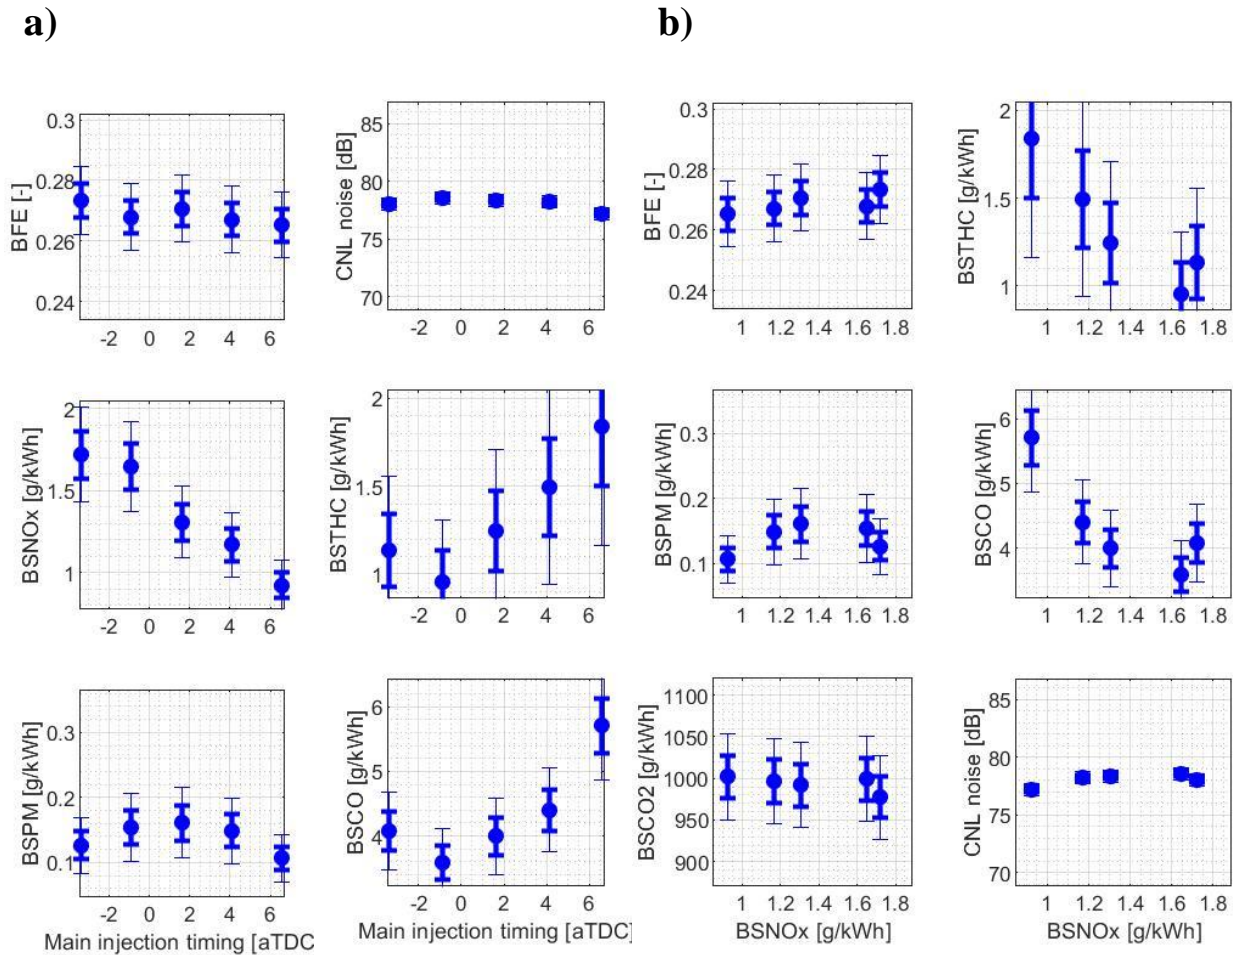 a)
b)
BFE [-]
0.3
0.28
0.26
0.24
-2 0 2 4 6
CNL noise [dB]
85
80
75
70
-2 0 2 4 6
BFE [-]
0.3
0.28
0.26
0.24
1 1.2 1.4 1.6 1.8
BSTHC [g/kWh]
2
1.5
1
1 1.2 1.4 1.6 1.8
BSNOx [g/kWh]
2
1.5
1
-2 0 2 4 6
BSTHC [g/kWh]
2
1.5
1
-2 0 2 4 6
BSPM [g/kWh]
0.3
0.2
0.1
1 1.2 1.4 1.6 1.8
BSCO [g/kWh]
6
5
4
1 1.2 1.4 1.6 1.8
BSPM [g/kWh]
0.3
0.2
0.1
-2 0 2 4 6
Main injection timing [aTDC
BSCO [g/kWh]
6
5
4
-2 0 2 4 6
Main injection timing [aTDC]
BSCO2 [g/kWh]
1100
1050
1000
950
900
1 1.2 1.4 1.6 1.8
BSNOx [g/kWh]
CNL noise [dB]
85
80
75
70
1 1.2 1.4 1.6 1.8
BSNOx [g/kWh]